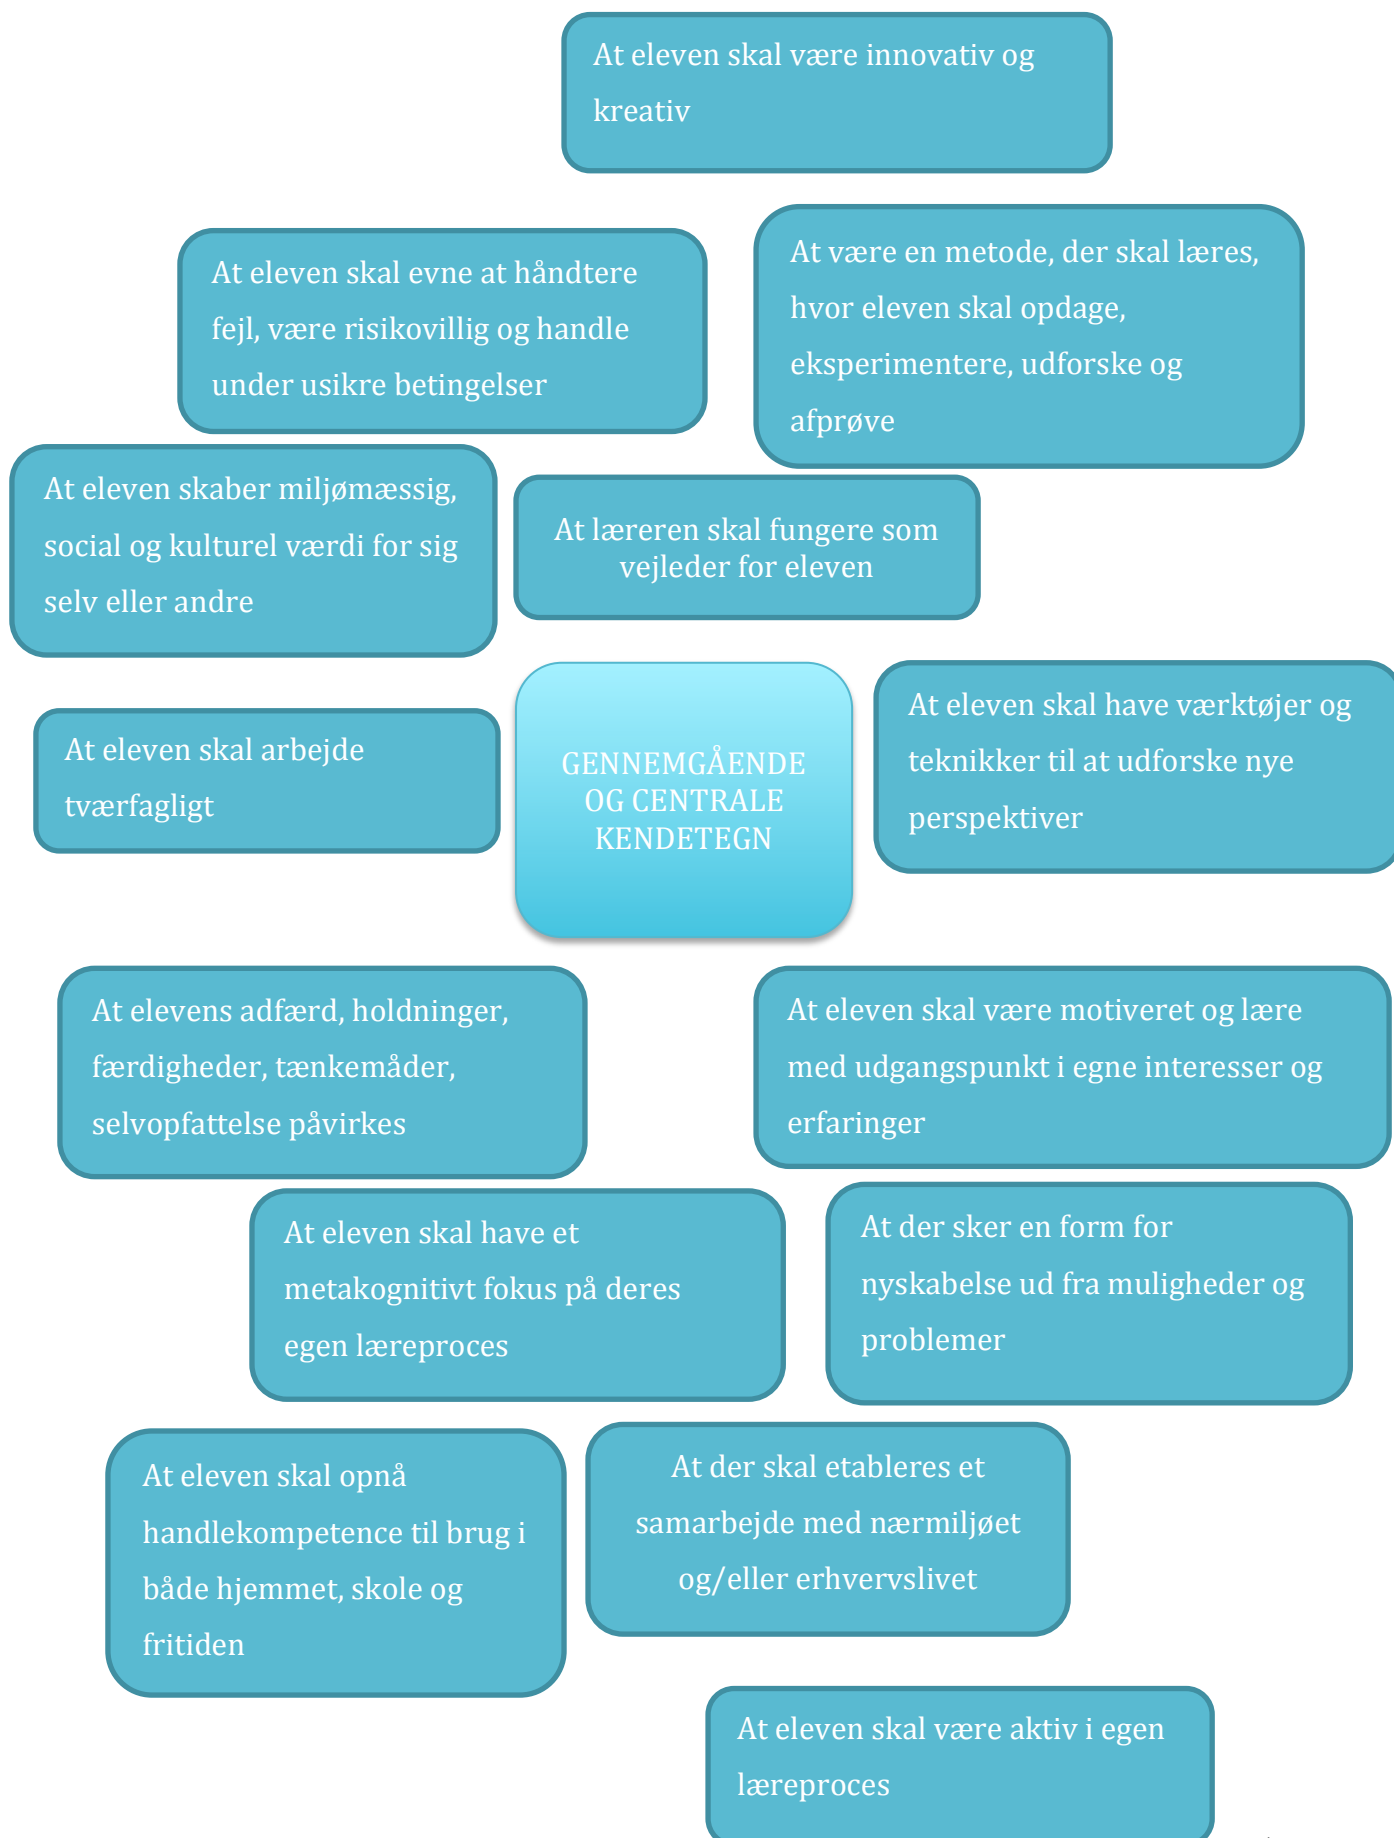 At eleven skal være innovativ og
kreativ
At eleven skal evne at håndtere
fejl, være risikovillig og handle
under usikre betingelser
At være en metode, der skal læres,
hvor eleven skal opdage,
eksperimentere, udforske og
afprøve
At eleven skaber miljømæssig,
social og kulturel værdi for sig
selv eller andre
At læreren skal fungere som
vejleder for eleven
At eleven skal arbejde
tværfagligt
GENNEMGÅENDE
OG CENTRALE
KENDETEGN
At eleven skal have værktøjer og
teknikker til at udforske nye
perspektiver
At elevens adfærd, holdninger,
færdigheder, tænkemåder,
selvopfattelse påvirkes
At eleven skal være motiveret og lære
med udgangspunkt i egne interesser og
erfaringer
At eleven skal have et
metakognitivt fokus på deres
egen læreproces
At der sker en form for
nyskabelse ud fra muligheder og
problemer
At eleven skal opnå
handlekompetence til brug i
både hjemmet, skole og
fritiden
At der skal etableres et
samarbejde med nærmiljøet
og/eller erhvervslivet
At eleven skal være aktiv i egen
læreproces